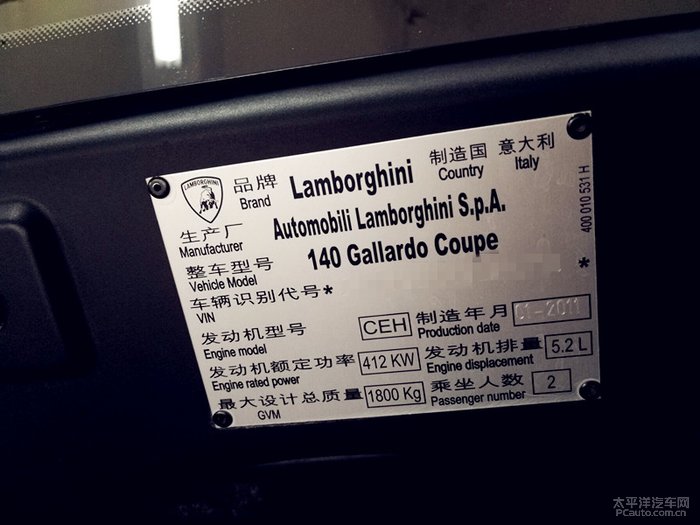 LAMBORGHINI
品牌 Lamborghini 制造国 意大利
Brand Country Italy
生产厂 Automobili Lamborghini S.p.A.
Manufacturer
整车型号 140 Gallardo Coupe
Vehicle Model
车辆识别代号* *
VIN
发动机型号 CEH 制造年月 01-2011
Engine model Production date
发动机额定功率 412 KW 发动机排量 5.2 L
Engine rated power Engine displacement
最大设计总质量 1800 Kg 乘坐人数 2
GVM Passenger number
400 010 531 H
太平洋汽车网
PCauto.com.cn